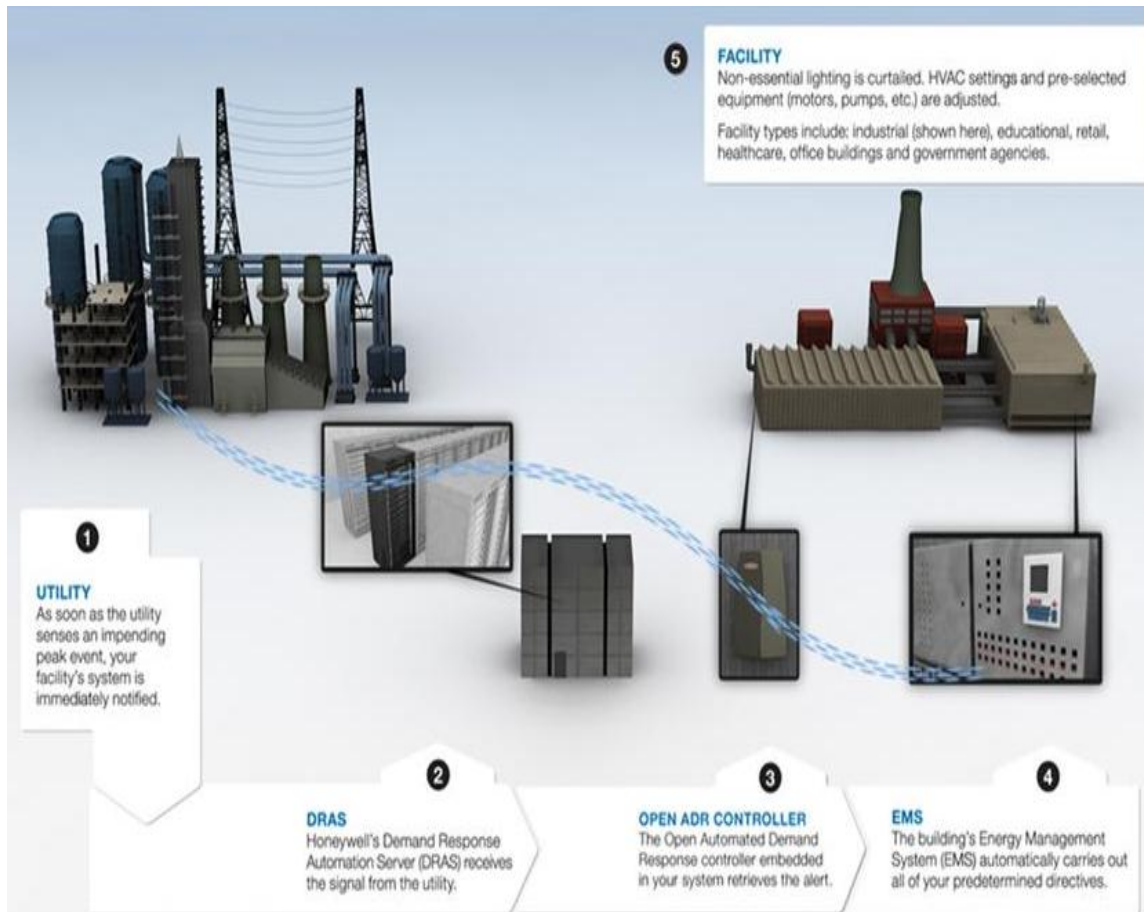 1
UTILITY
As soon as the utility
senses an impending
peak event, your
facility's system is
immediately notified.
2
DRAS
Honeywell's Demand Response
Automation Server (DRAS) receives
the signal from the utility.
3
OPEN ADR CONTROLLER
The Open Automated Demand
Response controller embedded
in your system retrieves the alert.
4
EMS
The building's Energy Management
System (EMS) automatically carries out
all of your predetermined directives.
5
FACILITY
Non-essential lighting is curtailed. HVAC settings and pre-selected
equipment (motors, pumps, etc.) are adjusted.
Facility types include: industrial (shown here), educational, retail,
healthcare, office buildings and government agencies.